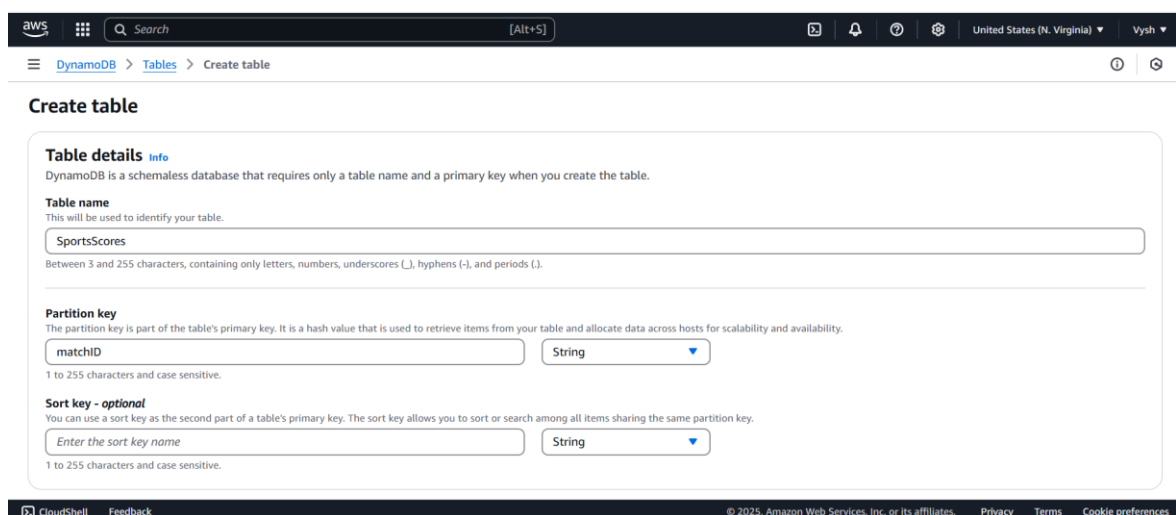 aws Search [Alt+S] United States (N. Virginia) Vysh
DynamoDB > Tables > Create table
Create table
Table details Info
DynamoDB is a schemaless database that requires only a table name and a primary key when you create the table.
Table name
This will be used to identify your table.
SportsScores
Between 3 and 255 characters, containing only letters, numbers, underscores (_), hyphens (-), and periods (.).
Partition key
The partition key is part of the table's primary key. It is a hash value that is used to retrieve items from your table and allocate data across hosts for scalability and availability.
matchID String
1 to 255 characters and case sensitive.
Sort key - optional
You can use a sort key as the second part of a table's primary key. The sort key allows you to sort or search among all items sharing the same partition key.
Enter the sort key name String
1 to 255 characters and case sensitive.
CloudShell Feedback © 2025, Amazon Web Services, Inc. or its affiliates. Privacy Terms Cookie preferences